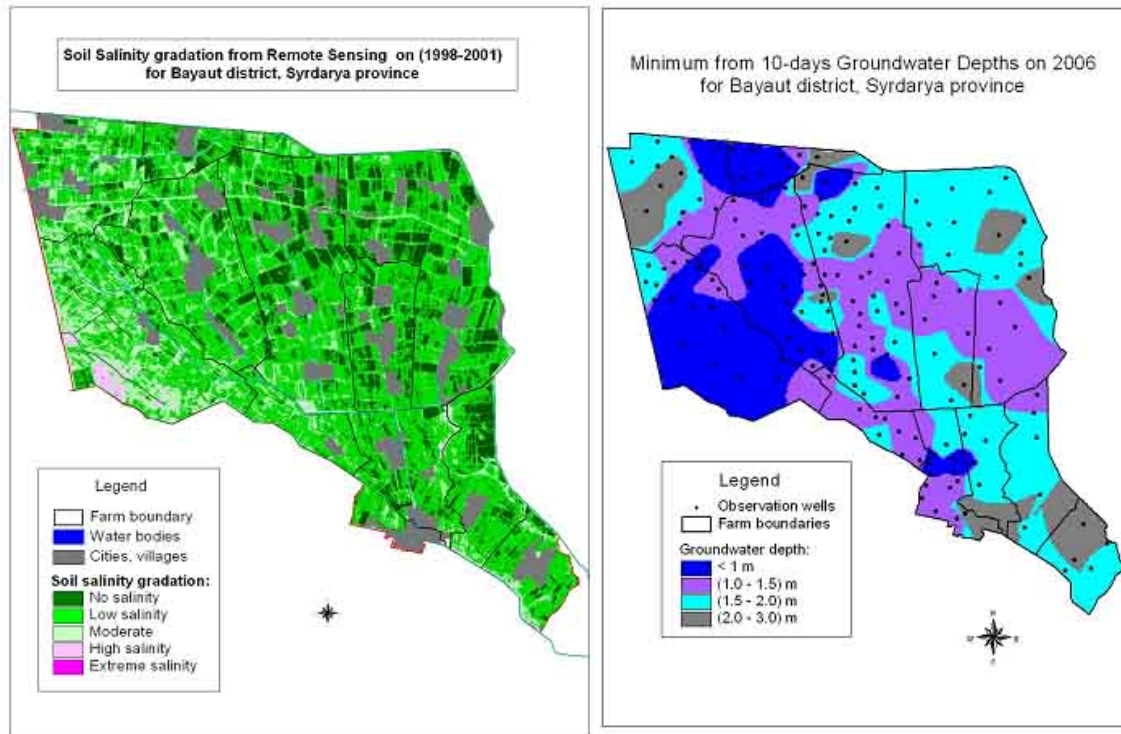 Soil Salinity gradation from Remote Sensing on (1998-2001)
for Bayaut district, Syrdarya province
Legend
Farm boundary
Water bodies
Cities, villages
Soil salinity gradation:
No salinity
Low salinity
Moderate
High salinity
Extreme salinity
Minimum from 10-days Groundwater Depths on 2006
for Bayaut district, Syrdarya province
Legend
Observation wells
Farm boundaries
Groundwater depth:
< 1 m
(1.0 - 1.5) m
(1.5 - 2.0) m
(2.0 - 3.0) m